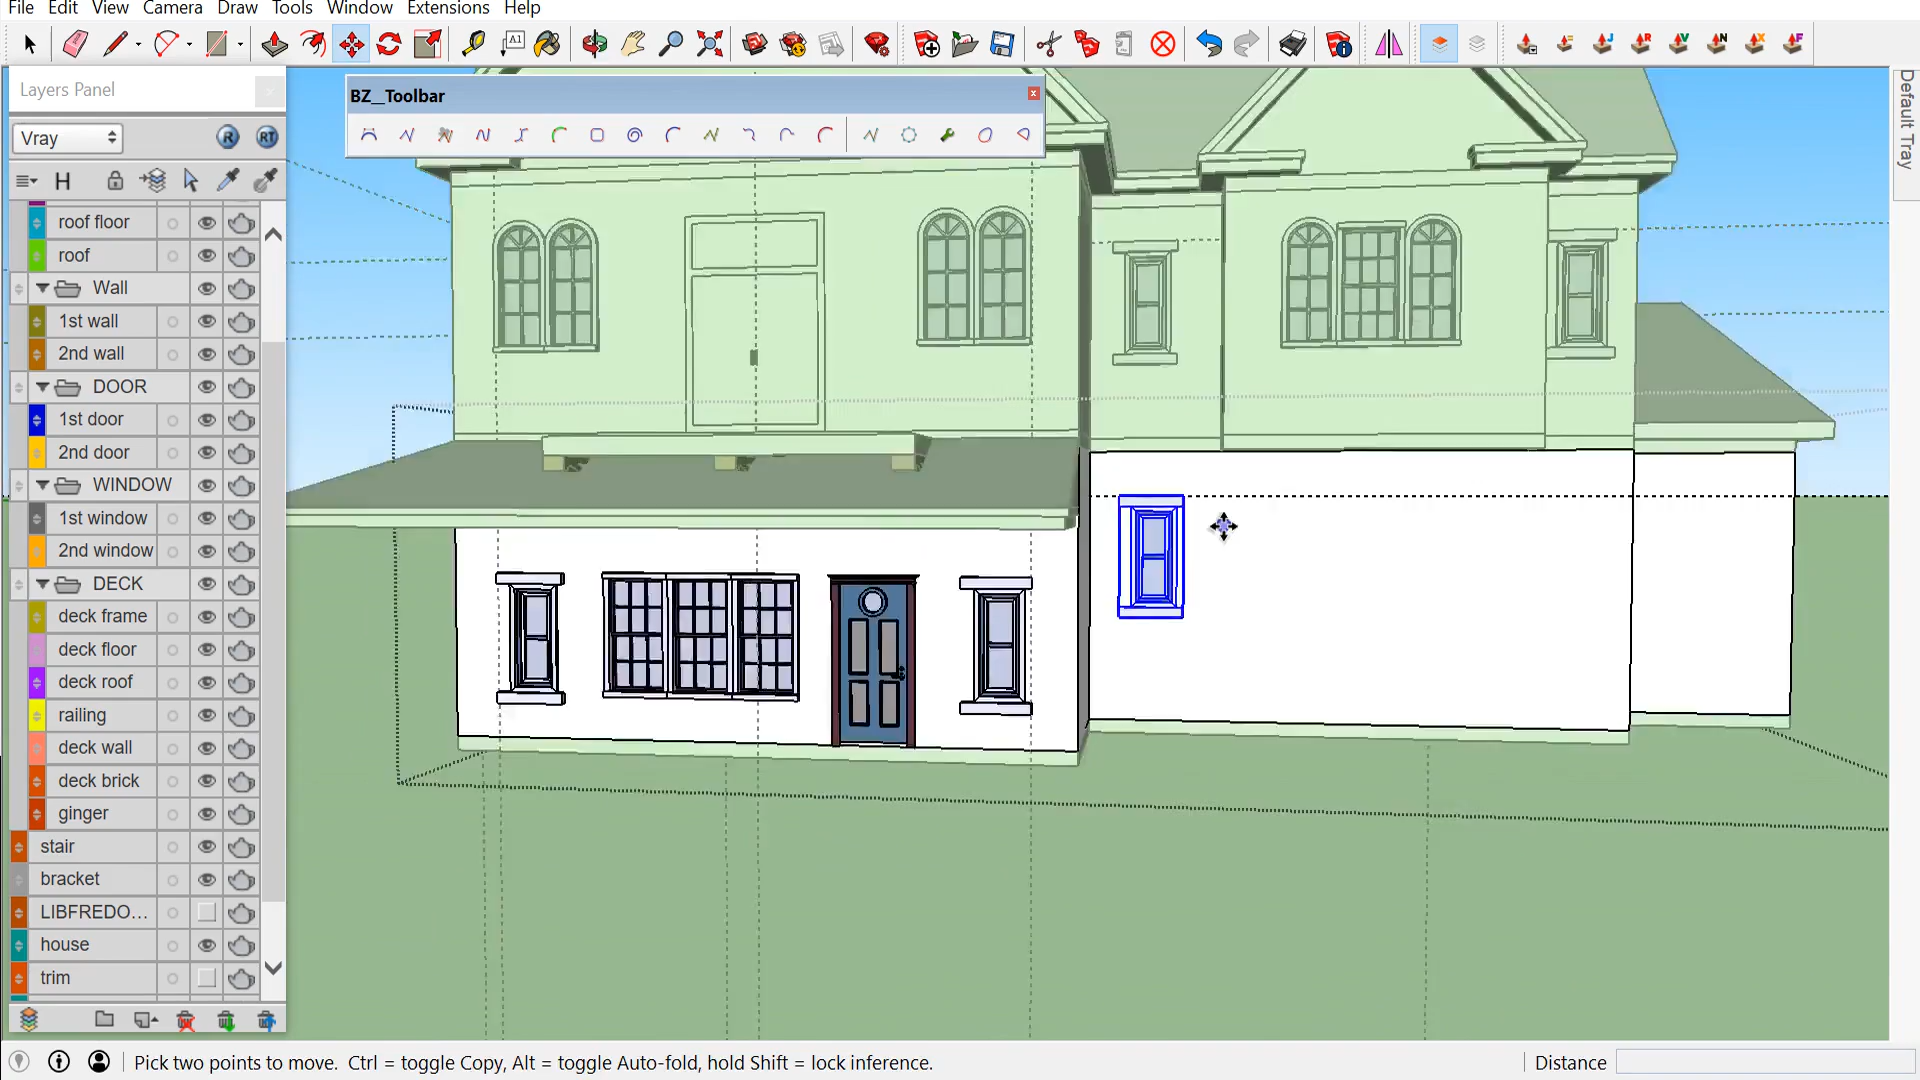 File Edit View Camera Draw Tools Window Extensions Help
A1
Layers Panel
BZ__Toolbar
Default Tray
Vray
R RT
H
roof floor
roof
Wall
1st wall
2nd wall
DOOR
1st door
2nd door
WINDOW
1st window
2nd window
DECK
deck frame
deck floor
deck roof
railing
deck wall
deck brick
ginger
stair
bracket
LIBFREDO...
house
trim
Pick two points to move. Ctrl = toggle Copy, Alt = toggle Auto-fold, hold Shift = lock inference.
Distance